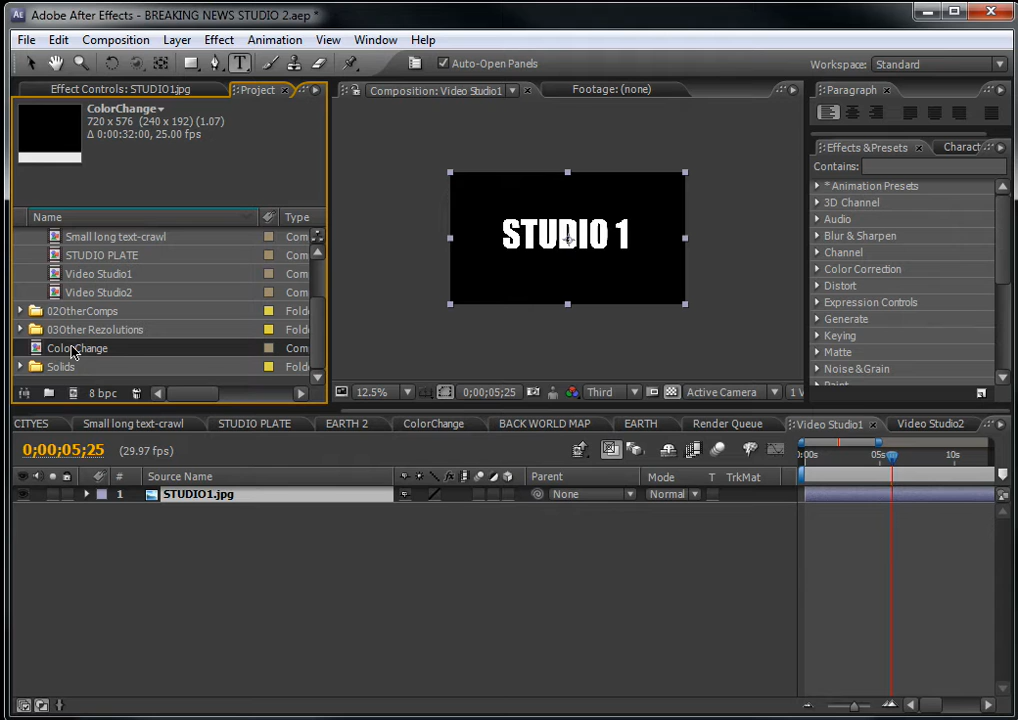 Adobe After Effects - BREAKING NEWS STUDIO 2.aep *
File Edit Composition Layer Effect Animation View Window Help
Auto-Open Panels
Workspace: Standard
Effect Controls: STUDIO1.jpg
Project
ColorChange
720 x 576 (240 x 192) (1.07)
Δ 0:00:32:00, 25.00 fps
Name Type
Small long text-crawl Com
STUDIO PLATE Com
Video Studio1 Com
Video Studio2 Com
02OtherComps Fold
03Other Rezolutions Fold
ColorChange Com
Solids Fold
8 bpc
Composition: Video Studio1
Footage: (none)
STUDIO 1
12.5% 0;00;05;25 Third Active Camera 1 V
Paragraph
Effects & Presets Charact
Contains:
* Animation Presets
3D Channel
Audio
Blur & Sharpen
Channel
Color Correction
Distort
Expression Controls
Generate
Keying
Matte
Noise & Grain
Paint
CITYES Small long text-crawl STUDIO PLATE EARTH 2 ColorChange BACK WORLD MAP EARTH Render Queue Video Studio1 Video Studio2
0;00;05;25 (29.97 fps)
:00s 05s 10s
# Source Name Parent Mode T TrkMat
1 STUDIO1.jpg None Normal